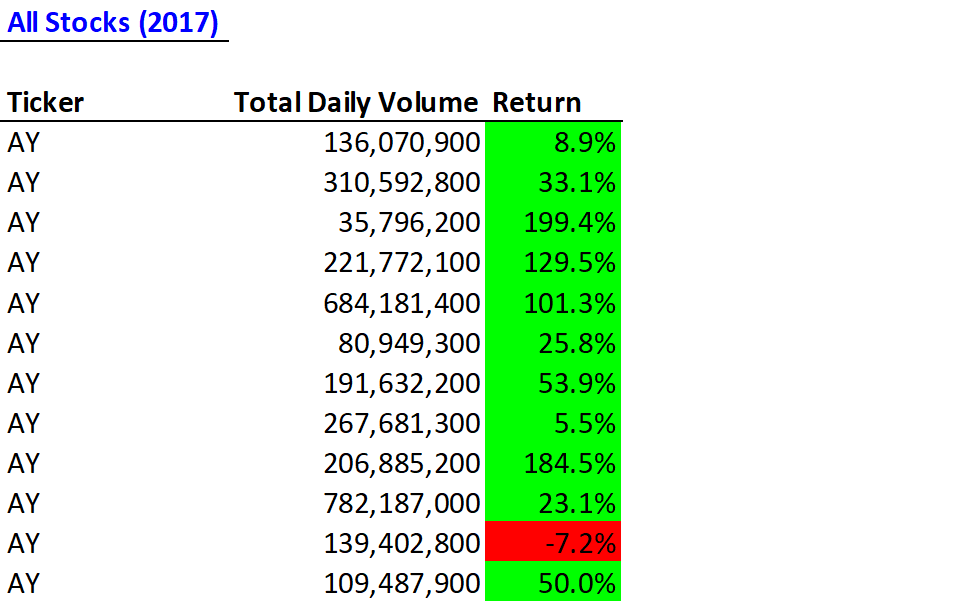 All Stocks (2017)
Ticker Total Daily Volume Return
AY 136,070,900 8.9%
AY 310,592,800 33.1%
AY 35,796,200 199.4%
AY 221,772,100 129.5%
AY 684,181,400 101.3%
AY 80,949,300 25.8%
AY 191,632,200 53.9%
AY 267,681,300 5.5%
AY 206,885,200 184.5%
AY 782,187,000 23.1%
AY 139,402,800 -7.2%
AY 109,487,900 50.0%